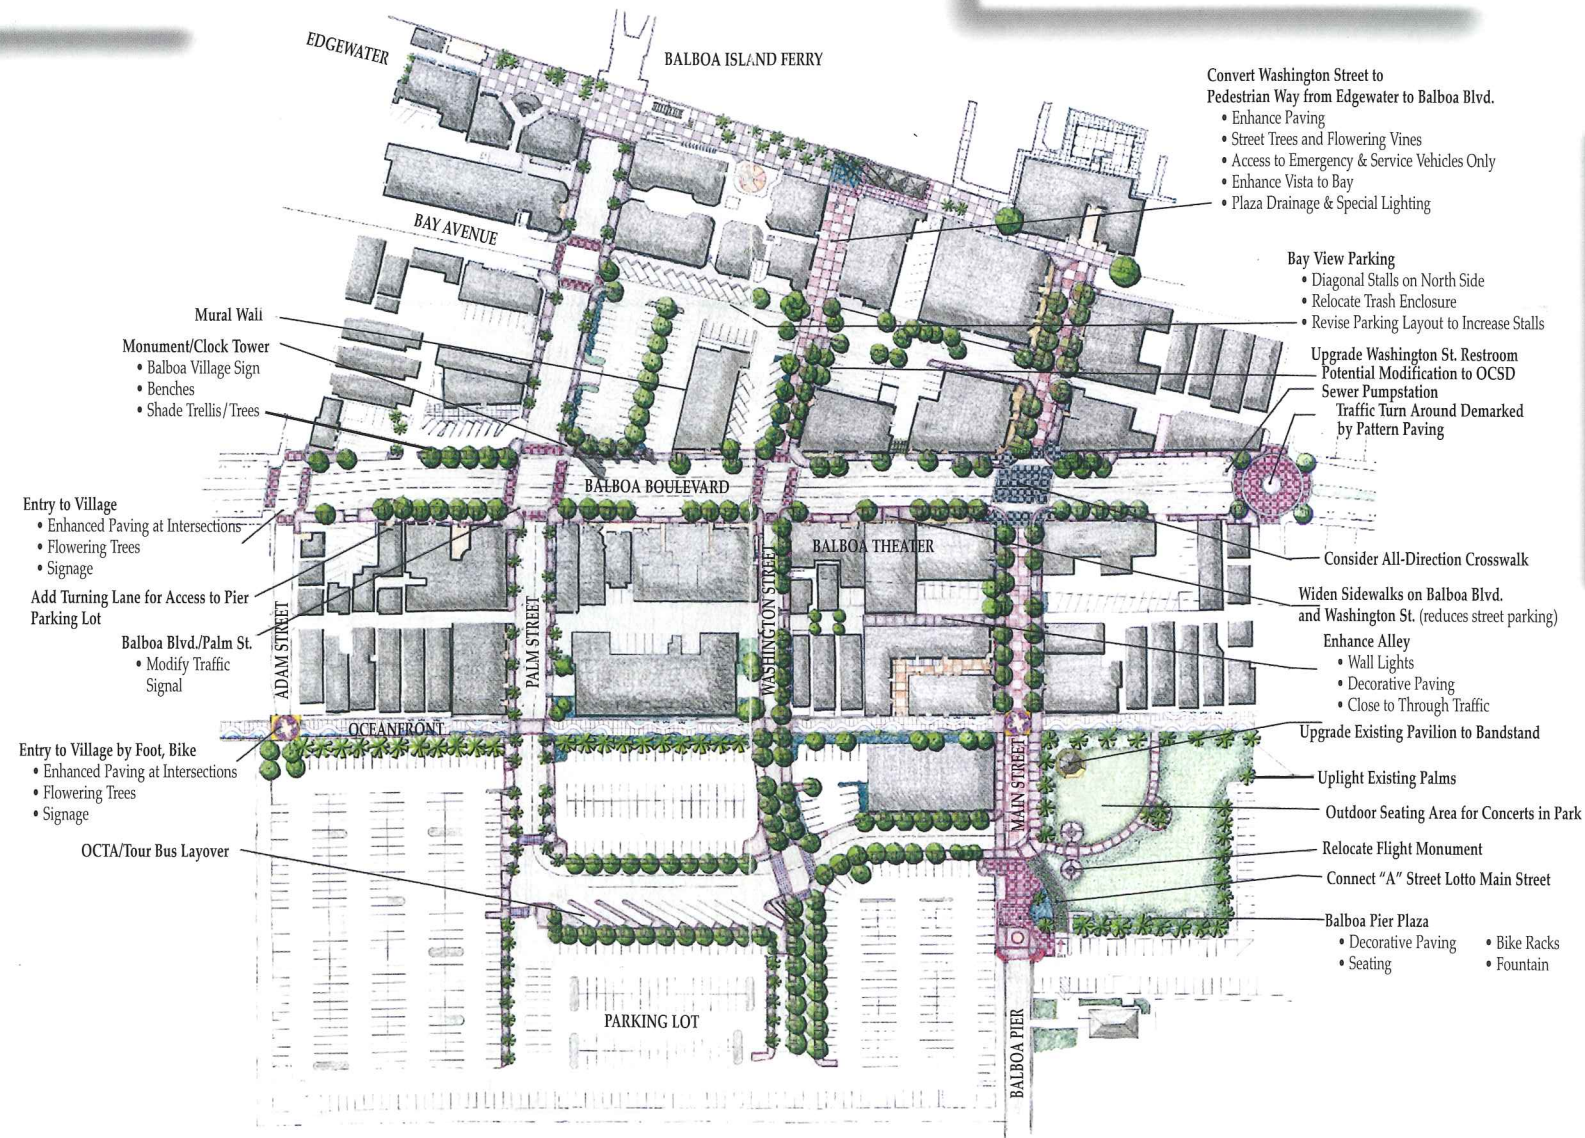 EDGEWATER
BALBOA ISLAND FERRY
Convert Washington Street to
Pedestrian Way from Edgewater to Balboa Blvd.
• Enhance Paving
• Street Trees and Flowering Vines
• Access to Emergency & Service Vehicles Only
• Enhance Vista to Bay
• Plaza Drainage & Special Lighting
BAY AVENUE
Bay View Parking
• Diagonal Stalls on North Side
• Relocate Trash Enclosure
• Revise Parking Layout to Increase Stalls
Mural Wall
Monument/Clock Tower
• Balboa Village Sign
• Benches
• Shade Trellis/Trees
Upgrade Washington St. Restroom
Potential Modification to OCSD
Sewer Pumpstation
Traffic Turn Around Demarked
by Pattern Paving
BALBOA BOULEVARD
Entry to Village
• Enhanced Paving at Intersections
• Flowering Trees
• Signage
BALBOA THEATER
Consider All-Direction Crosswalk
Add Turning Lane for Access to Pier
Parking Lot
Widen Sidewalks on Balboa Blvd.
and Washington St. (reduces street parking)
Balboa Blvd./Palm St.
• Modify Traffic
Signal
ADAM STREET
PALM STREET
WASHINGTON STREET
Enhance Alley
• Wall Lights
• Decorative Paving
• Close to Through Traffic
OCEANFRONT
Upgrade Existing Pavilion to Bandstand
Entry to Village by Foot, Bike
• Enhanced Paving at Intersections
• Flowering Trees
• Signage
MAIN STREET
Uplight Existing Palms
Outdoor Seating Area for Concerts in Park
OCTA/Tour Bus Layover
Relocate Flight Monument
Connect "A" Street Lotto Main Street
Balboa Pier Plaza
• Decorative Paving
• Seating
• Bike Racks
• Fountain
PARKING LOT
BALBOA PIER